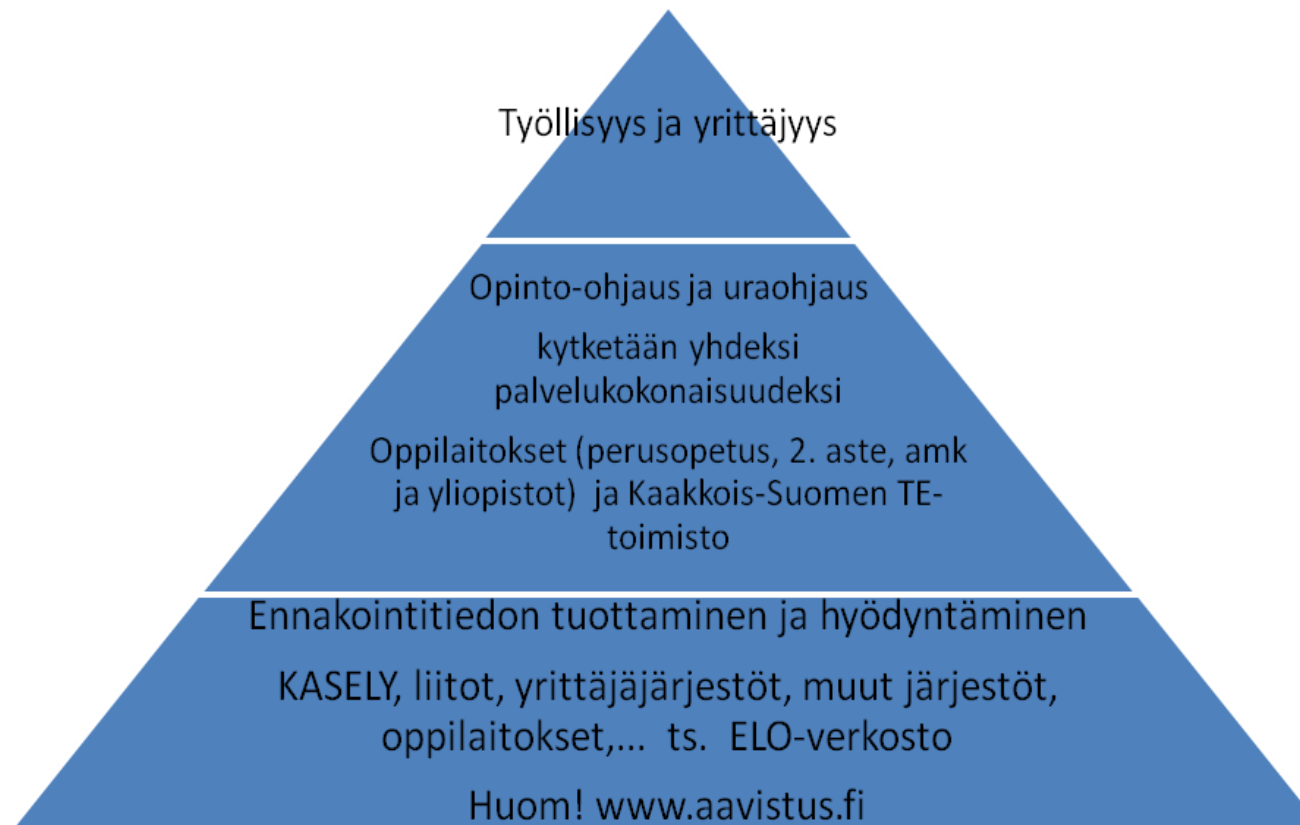 Työllisyys ja yrittäjyys
Opinto-ohjaus ja uraohjaus
kytketään yhdeksi
palvelukokonaisuudeksi
Oppilaitokset (perusopetus, 2. aste, amk
ja yliopistot) ja Kaakkois-Suomen TE-
toimisto
Ennakointitiedon tuottaminen ja hyödyntäminen
KASELY, liitot, yrittäjäjärjestöt, muut järjestöt,
oppilaitokset,... ts. ELO-verkosto
Huom! www.aavistus.fi